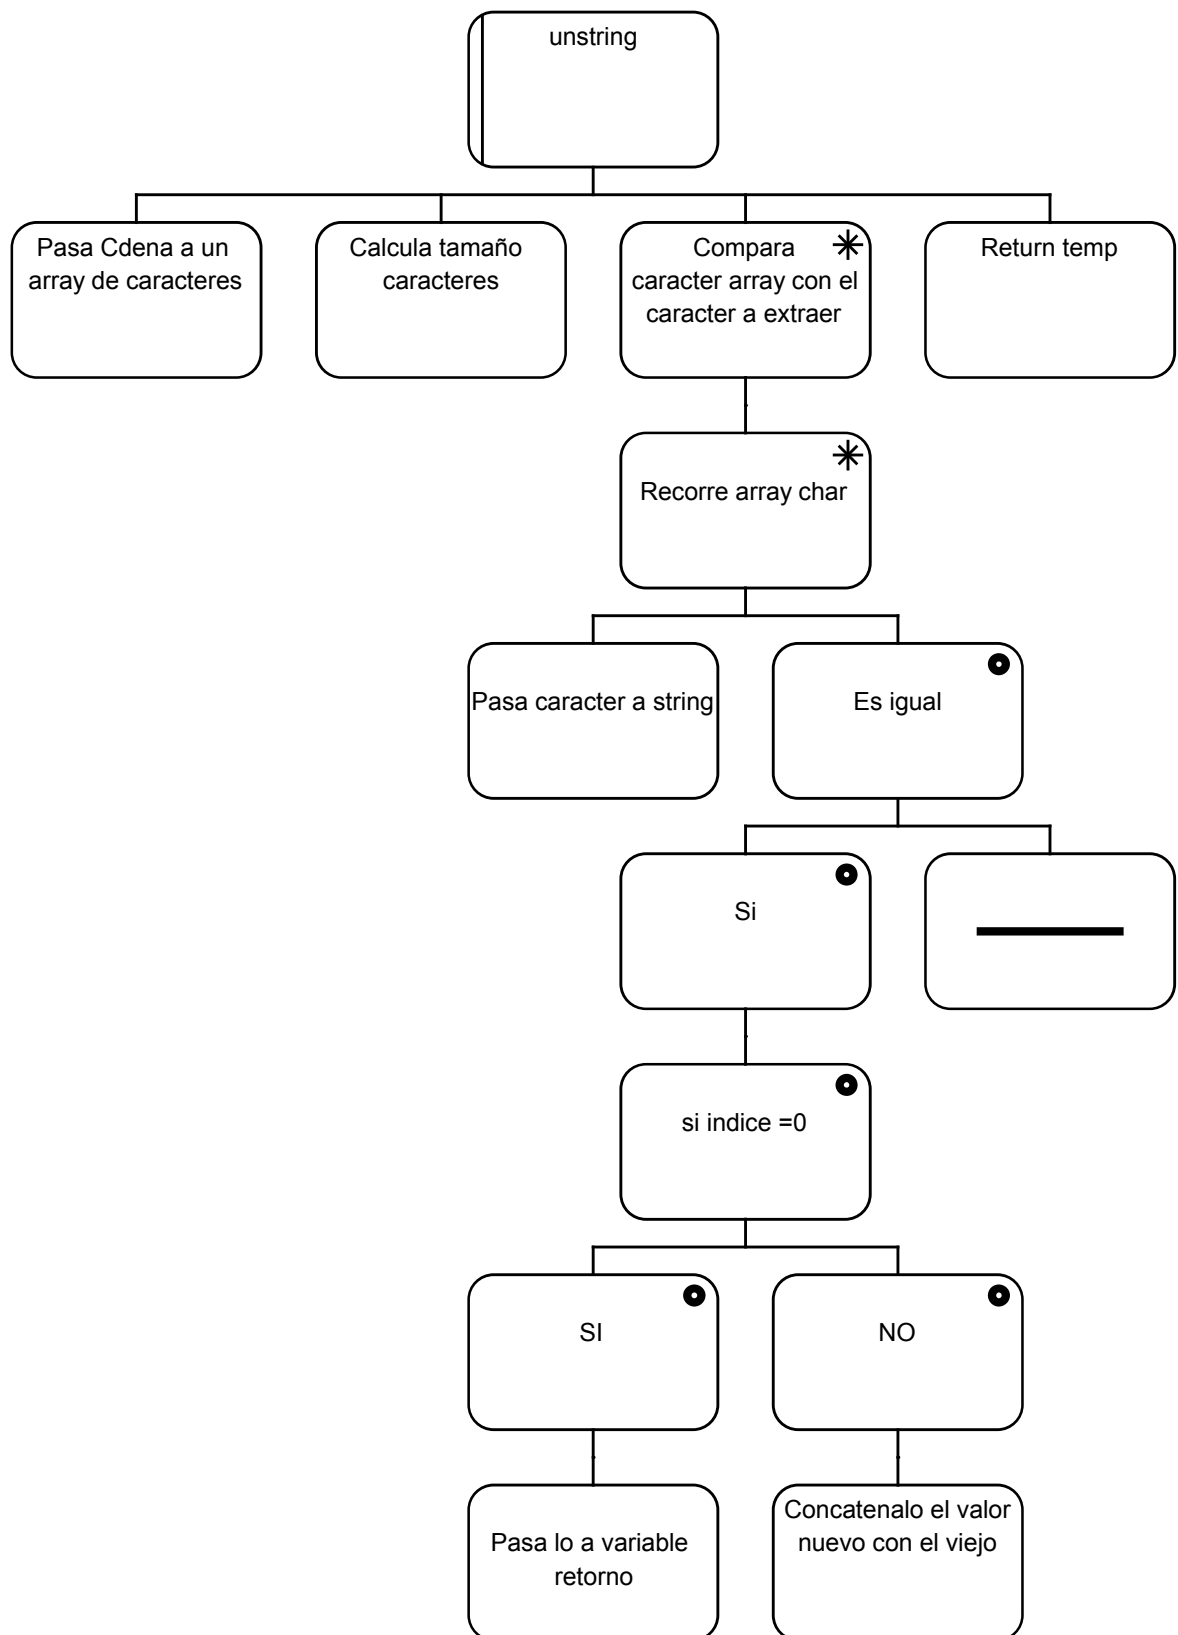 unstring
Pasa Cdena a un
array de caracteres
Calcula tamaño
caracteres
Compara
caracter array con el
caracter a extraer
Return temp
Recorre array char
Pasa caracter a string
Es igual
Si
si indice =0
SI
NO
Pasa lo a variable
retorno
Concatenalo el valor
nuevo con el viejo